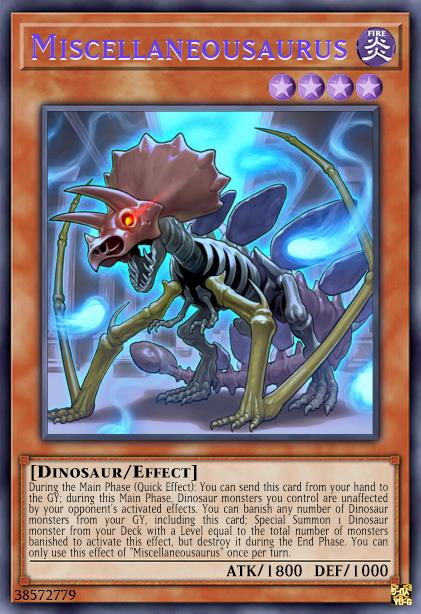 MISCELLANEOUSAURUS
FIRE
炎
[DINOSAUR/EFFECT]
During the Main Phase (Quick Effect): You can send this card from your hand to
the GY; during this Main Phase, Dinosaur monsters you control are unaffected
by your opponent's activated effects. You can banish any number of Dinosaur
monsters from your GY, including this card; Special Summon 1 Dinosaur
monster from your Deck with a Level equal to the total number of monsters
banished to activate this effect, but destroy it during the End Phase. You can
only use this effect of "Miscellaneousaurus" once per turn.
ATK/1800 DEF/1000
38572779